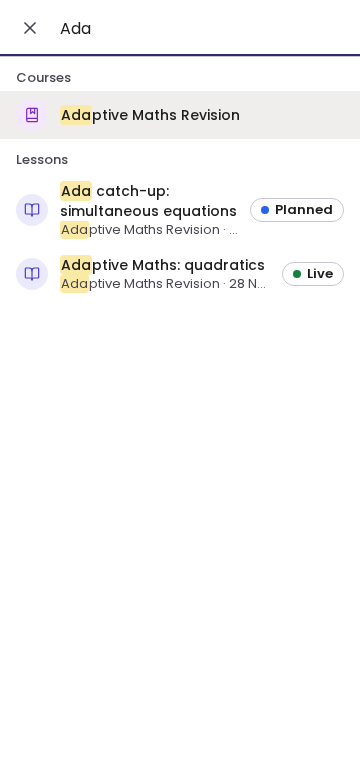 Ada
Courses
Adaptive Maths Revision
Lessons
Ada catch-up:
simultaneous equations
Adaptive Maths Revision · ...
Planned
Adaptive Maths: quadratics
Adaptive Maths Revision · 28 N...
Live